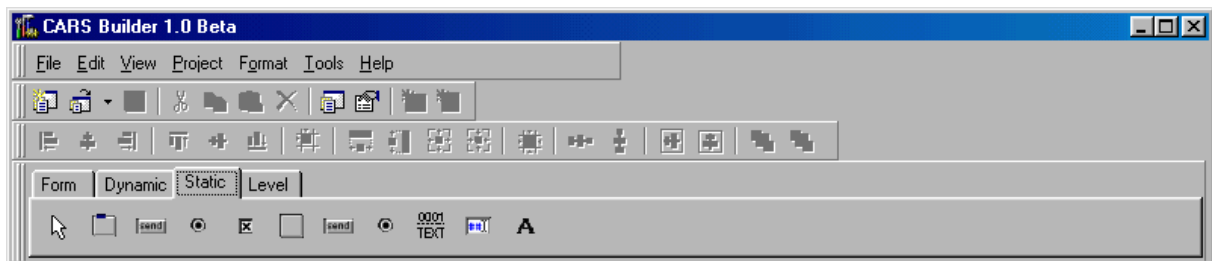 CARS Builder 1.0 Beta
File Edit View Project Format Tools Help
Form Dynamic Static Level
send send 0001 TEXT ## A